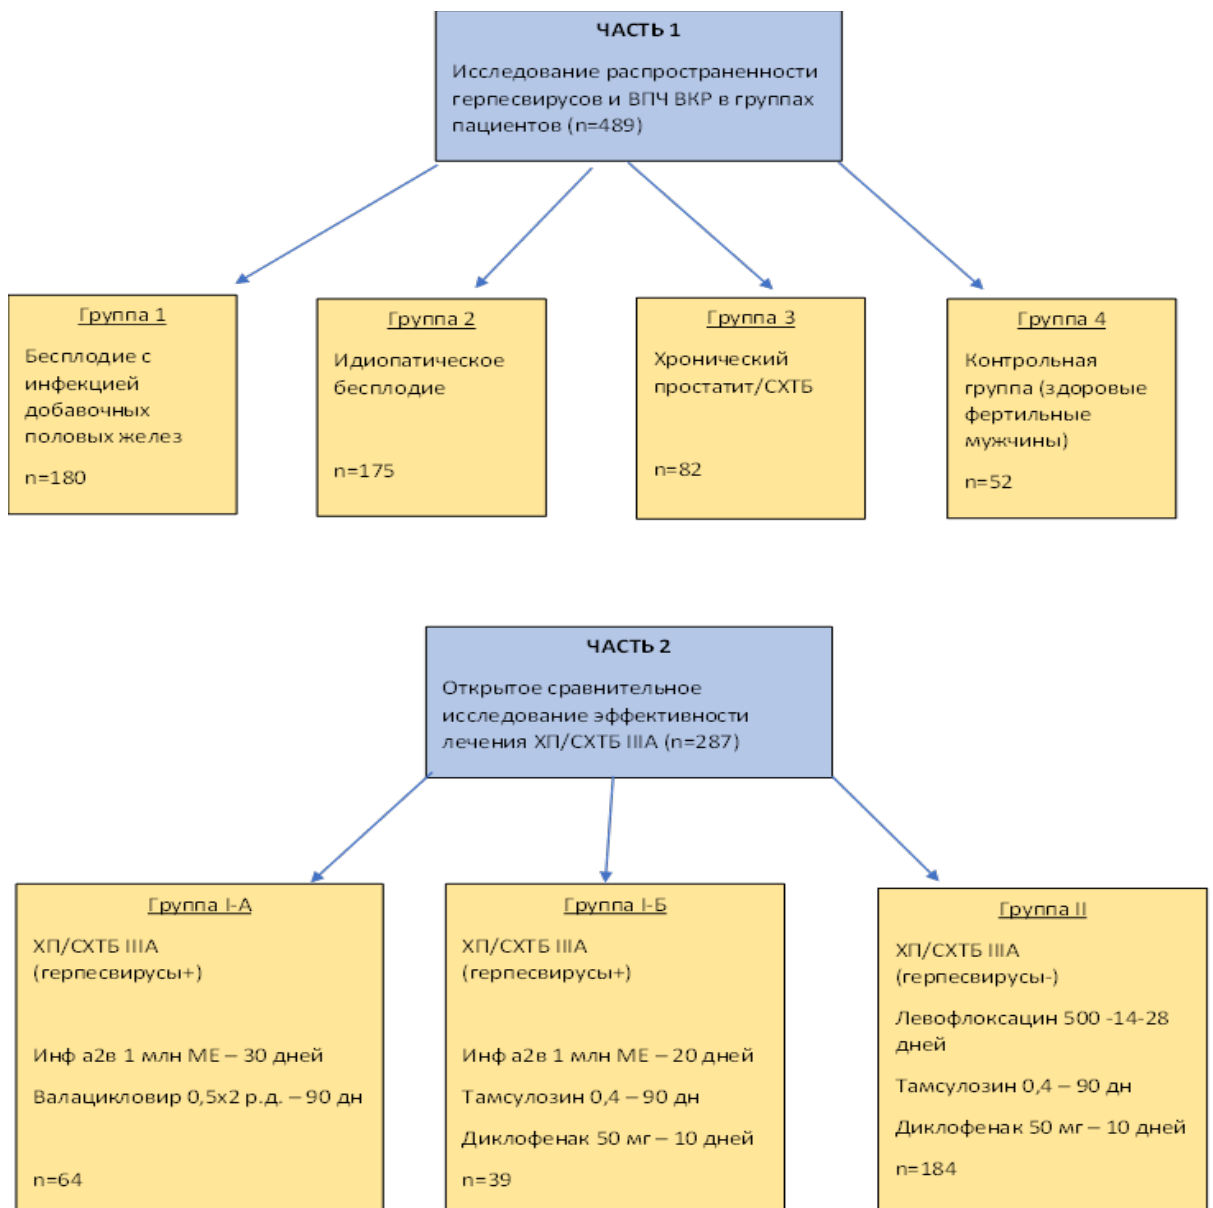 ЧАСТЬ 1
Исследование распространенности
герпесвирусов и ВПЧ ВКР в группах
пациентов (n=489)
Группа 1
Бесплодие с
инфекцией
добавочных
половых желез
n=180
Группа 2
Идиопатическое
бесплодие
n=175
Группа 3
Хронический
простатит/СХТБ
n=82
Группа 4
Контрольная
группа (здоровые
фертильные
мужчины)
n=52
ЧАСТЬ 2
Открытое сравнительное
исследование эффективности
лечения ХП/СХТБ IIIA (n=287)
Группа I-А
ХП/СХТБ IIIA
(герпесвирусы+)
Инф а2в 1 млн МЕ – 30 дней
Валацикловир 0,5х2 р.д. – 90 дн
n=64
Группа I-Б
ХП/СХТБ IIIA
(герпесвирусы+)
Инф а2в 1 млн МЕ – 20 дней
Тамсулозин 0,4 – 90 дн
Диклофенак 50 мг – 10 дней
n=39
Группа II
ХП/СХТБ IIIA
(герпесвирусы-)
Левофлоксацин 500 -14-28
дней
Тамсулозин 0,4 – 90 дн
Диклофенак 50 мг – 10 дней
n=184